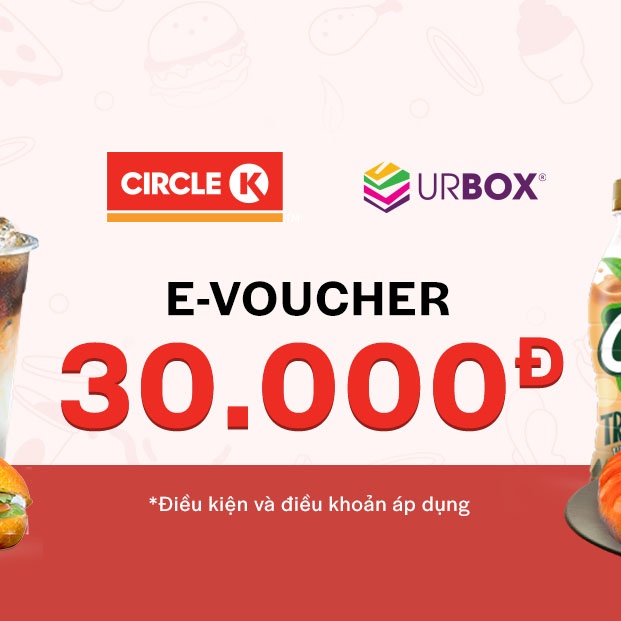 CIRCLE K
URBOX®
E-VOUCHER
30.000Đ
*Điều kiện và điều khoản áp dụng